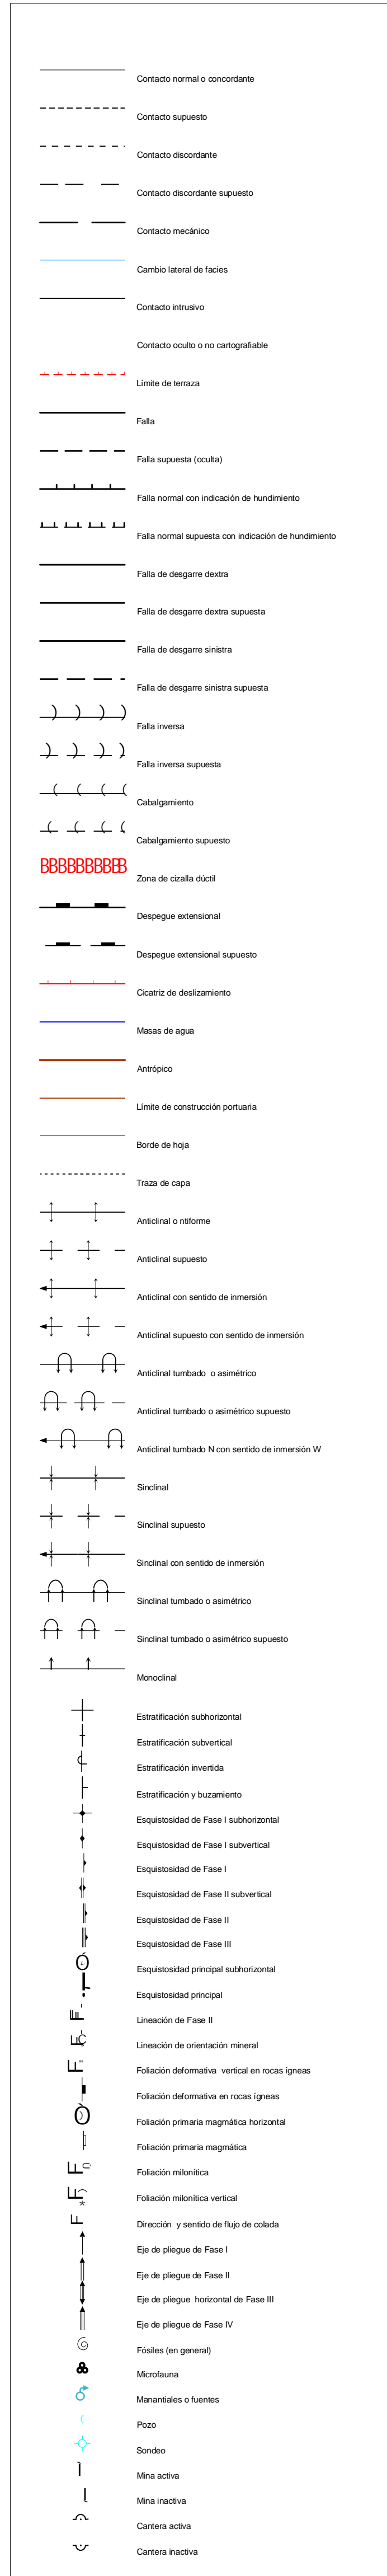 Contacto normal o concordante
Contacto supuesto
Contacto discordante
Contacto discordante supuesto
Contacto mecánico
Cambio lateral de facies
Contacto intrusivo
Contacto oculto o no cartografiable
Límite de terraza
Falla
Falla supuesta (oculta)
Falla normal con indicación de hundimiento
Falla normal supuesta con indicación de hundimiento
Falla de desgarre dextra
Falla de desgarre dextra supuesta
Falla de desgarre sinistra
Falla de desgarre sinistra supuesta
Falla inversa
Falla inversa supuesta
Cabalgamiento
Cabalgamiento supuesto
BBBBBBBBBB Zona de cizalla dúctil
Despegue extensional
Despegue extensional supuesto
Cicatriz de deslizamiento
Masas de agua
Antrópico
Límite de construcción portuaria
Borde de hoja
Traza de capa
Anticlinal o ntiforme
Anticlinal supuesto
Anticlinal con sentido de inmersión
Anticlinal supuesto con sentido de inmersión
Anticlinal tumbado o asimétrico
Anticlinal tumbado o asimétrico supuesto
Anticlinal tumbado N con sentido de inmersión W
Sinclinal
Sinclinal supuesto
Sinclinal con sentido de inmersión
Sinclinal tumbado o asimétrico
Sinclinal tumbado o asimétrico supuesto
Monoclinal
Estratificación subhorizontal
Estratificación subvertical
Estratificación invertida
Estratificación y buzamiento
Esquistosidad de Fase I subhorizontal
Esquistosidad de Fase I subvertical
Esquistosidad de Fase I
Esquistosidad de Fase II subvertical
Esquistosidad de Fase II
Esquistosidad de Fase III
Esquistosidad principal subhorizontal
Esquistosidad principal
Lineación de Fase II
Lineación de orientación mineral
Foliación deformativa vertical en rocas ígneas
Foliación deformativa en rocas ígneas
Foliación primaria magmática horizontal
Foliación primaria magmática
Foliación milonítica
Foliación milonítica vertical
Dirección y sentido de flujo de colada
Eje de pliegue de Fase I
Eje de pliegue de Fase II
Eje de pliegue horizontal de Fase III
Eje de pliegue de Fase IV
Fósiles (en general)
Microfauna
Manantiales o fuentes
Pozo
Sondeo
Mina activa
Mina inactiva
Cantera activa
Cantera inactiva